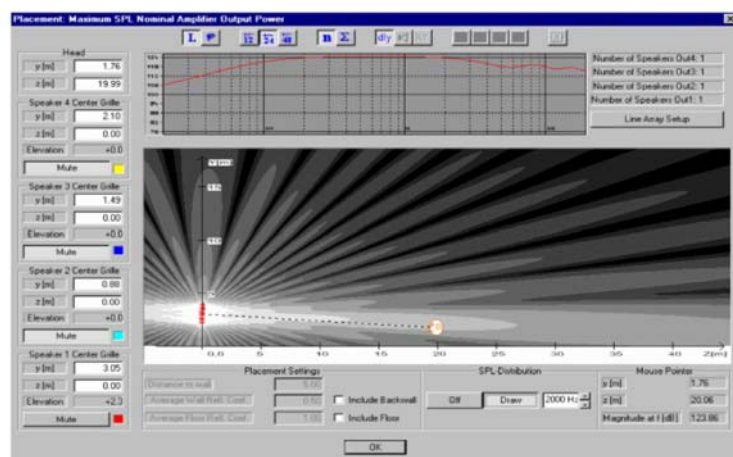 Placement: Maximum SPL Nominal Amplifier Output Power
L P 12 24 48 n Σ dly
Head
y [m] 1.76
z [m] 19.99
Speaker 4 Center Grille
y [m] 2.10
z [m] 0.00
Elevation +0.0
Mute
Speaker 3 Center Grille
y [m] 1.49
z [m] 0.00
Elevation +0.0
Mute
Speaker 2 Center Grille
y [m] 0.88
z [m] 0.00
Elevation +0.0
Mute
Speaker 1 Center Grille
y [m] 3.05
z [m] 0.00
Elevation +2.3
Mute
Number of Speakers Out4: 1
Number of Speakers Out3: 1
Number of Speakers Out2: 1
Number of Speakers Out1: 1
Line Array Setup
Y[m]
15
10
5
0.0 5 10 15 20 25 30 35 40 Z[m]
Placement Settings
Distance to wall 5.00
Average Wall Refl. Coef. 0.50 Include Backwall
Average Floor Refl. Coef. 1.00 Include Floor
SPL-Distribution
Off Draw 2000 Hz
Mouse Pointer
y [m] 1.76
z [m] 20.06
Magnitude at f [dB] 123.86
OK